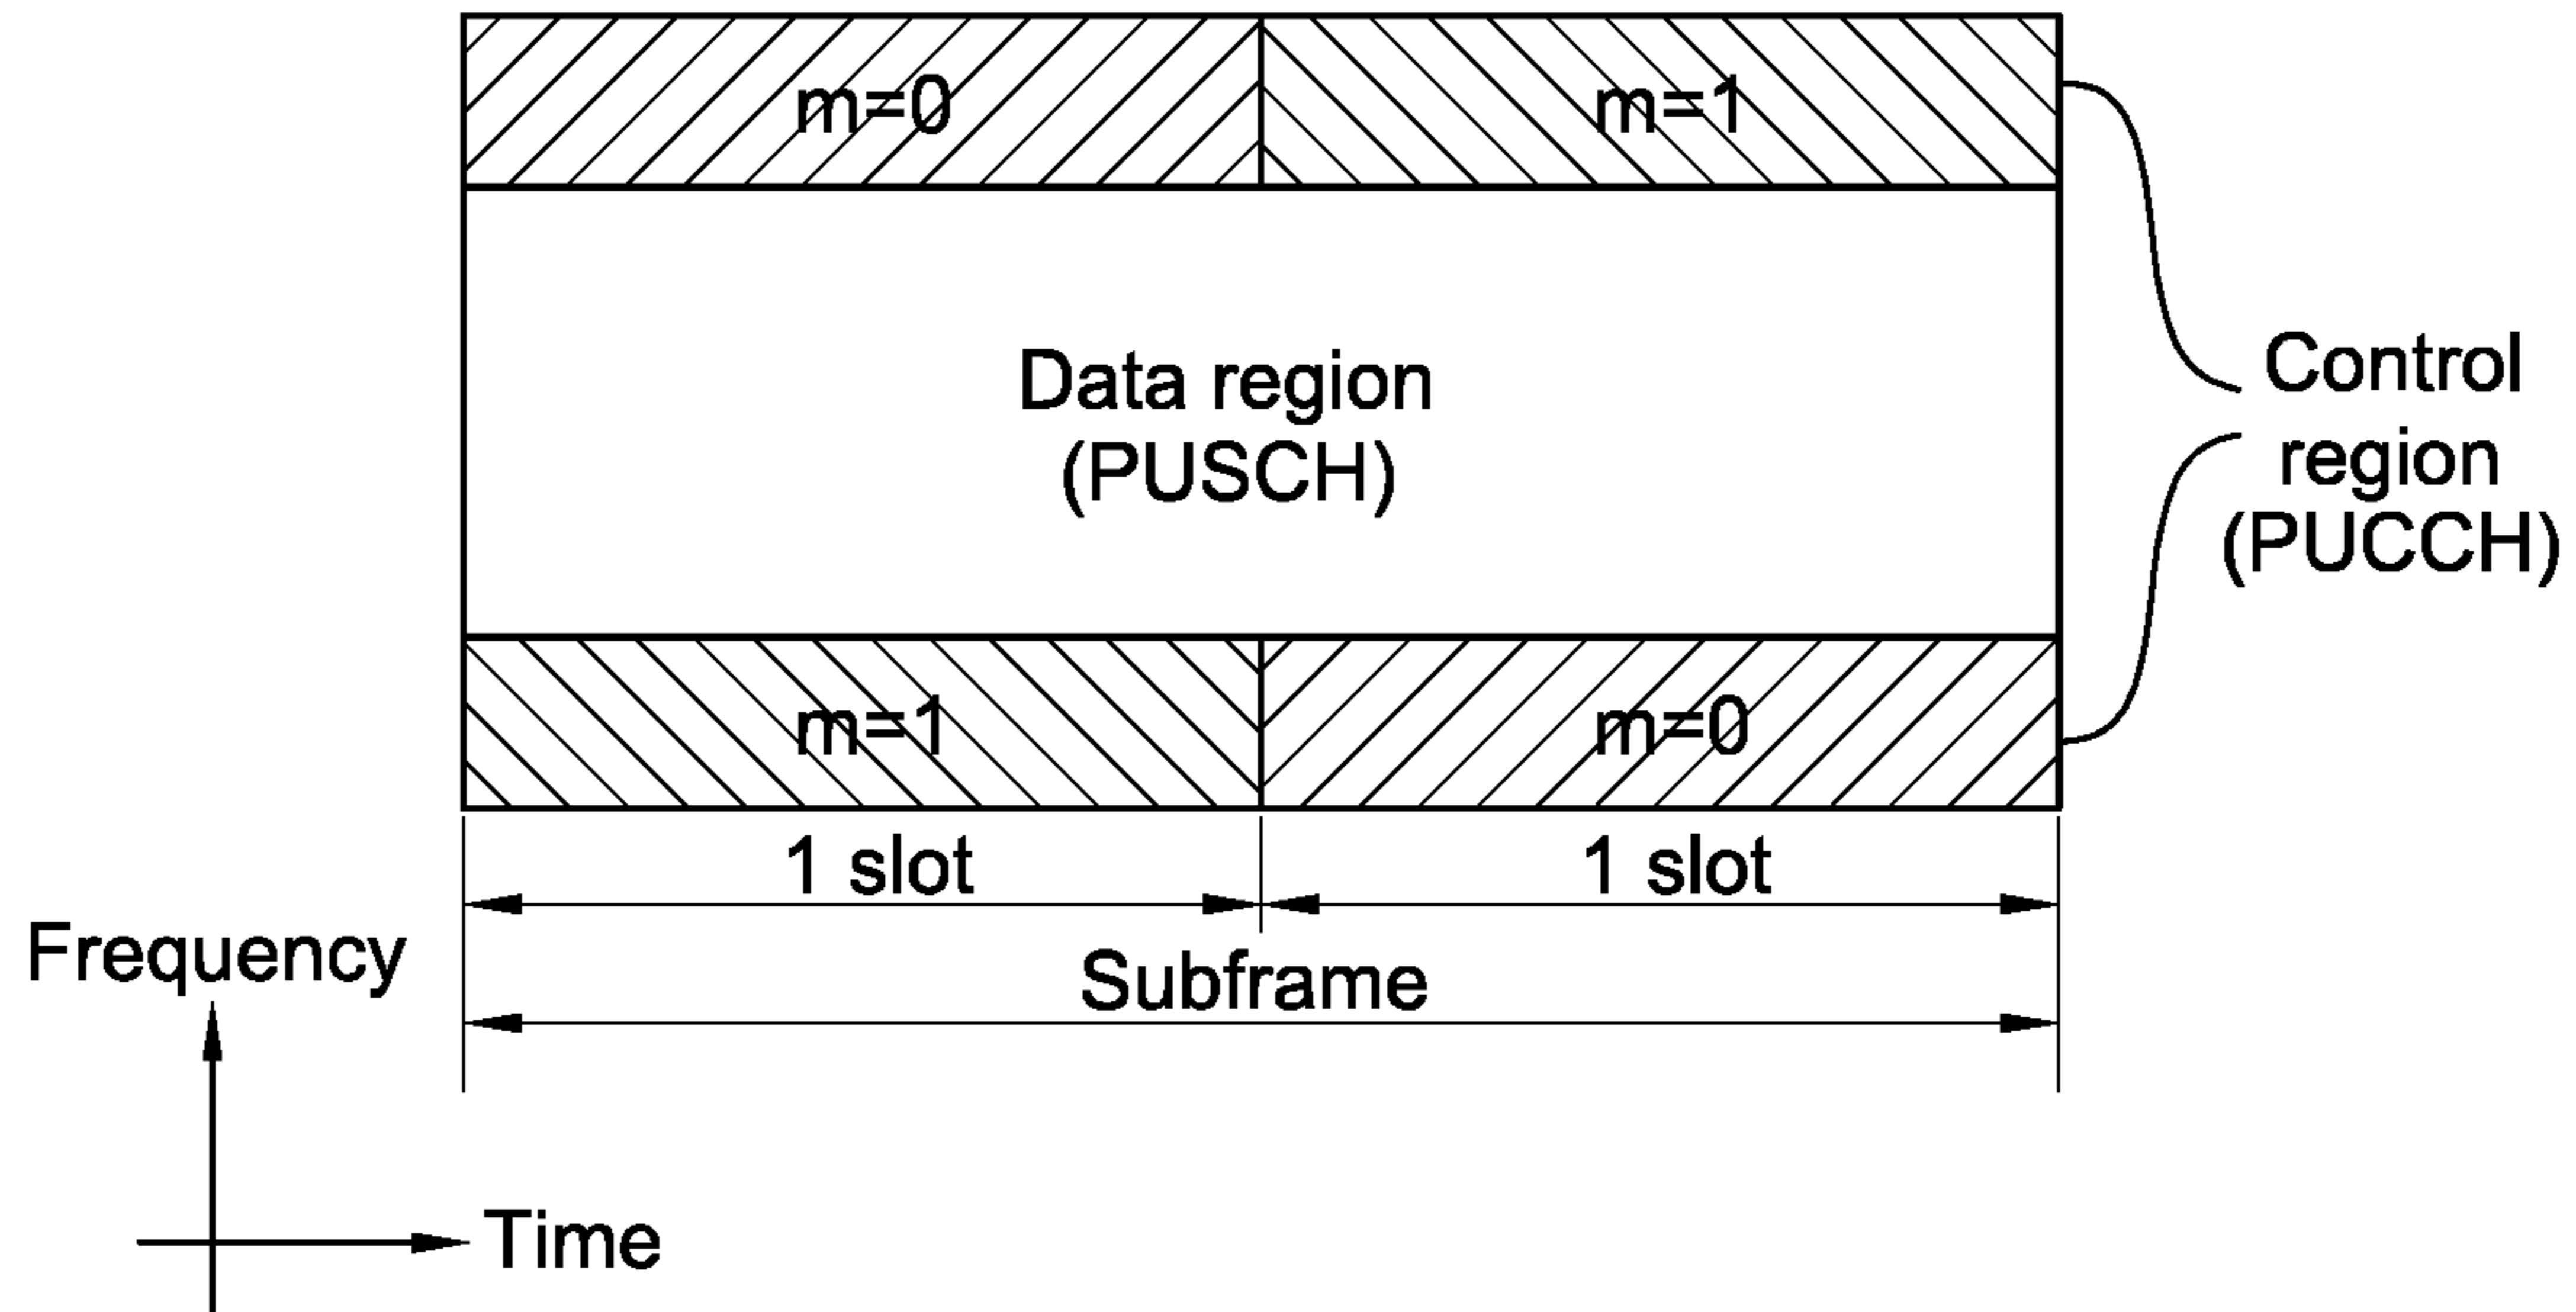 m=0
m=1
Data region
(PUSCH)
Control
region
(PUCCH)
m=1
m=0
1 slot
1 slot
Subframe
Frequency
Time